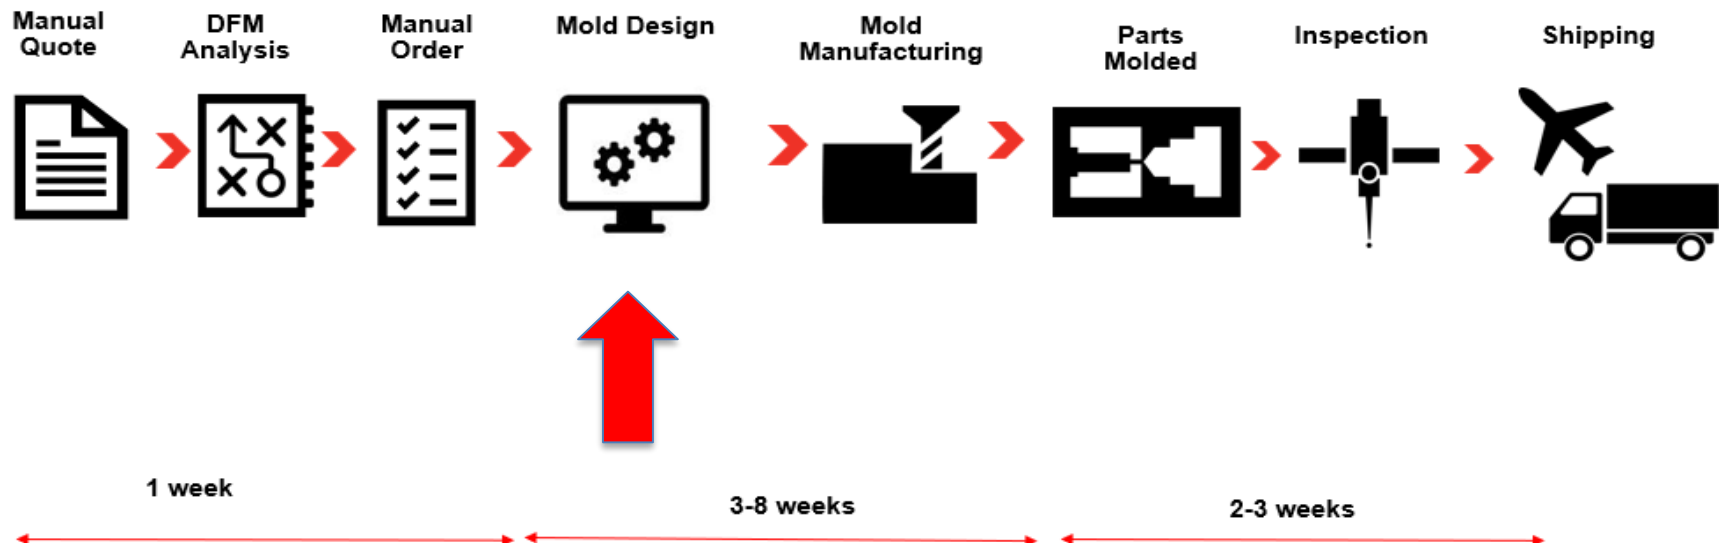 Manual
Quote
DFM
Analysis
Manual
Order
Mold Design
Mold
Manufacturing
Parts
Molded
Inspection
Shipping
1 week
3-8 weeks
2-3 weeks